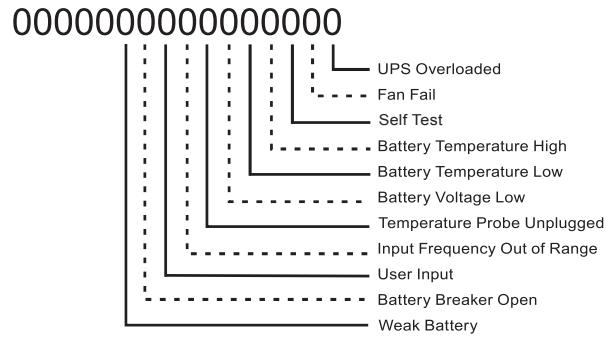 0000000000000000
UPS Overloaded
Fan Fail
Self Test
Battery Temperature High
Battery Temperature Low
Battery Voltage Low
Temperature Probe Unplugged
Input Frequency Out of Range
User Input
Battery Breaker Open
Weak Battery